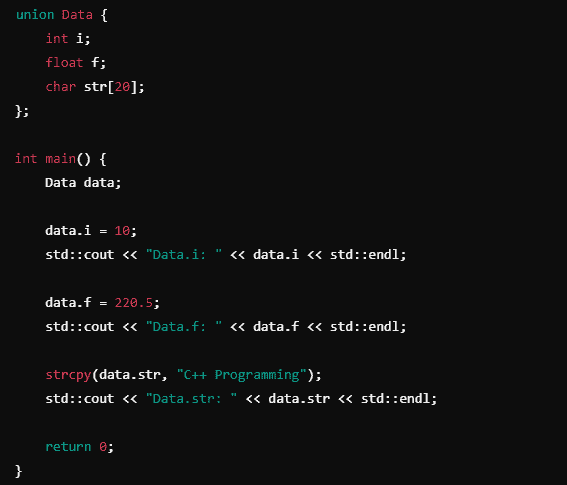 union Data {
    int i;
    float f;
    char str[20];
};
int main() {
    Data data;
    data.i = 10;
    std::cout << "Data.i: " << data.i << std::endl;
    data.f = 220.5;
    std::cout << "Data.f: " << data.f << std::endl;
    strcpy(data.str, "C++ Programming");
    std::cout << "Data.str: " << data.str << std::endl;
    return 0;
}